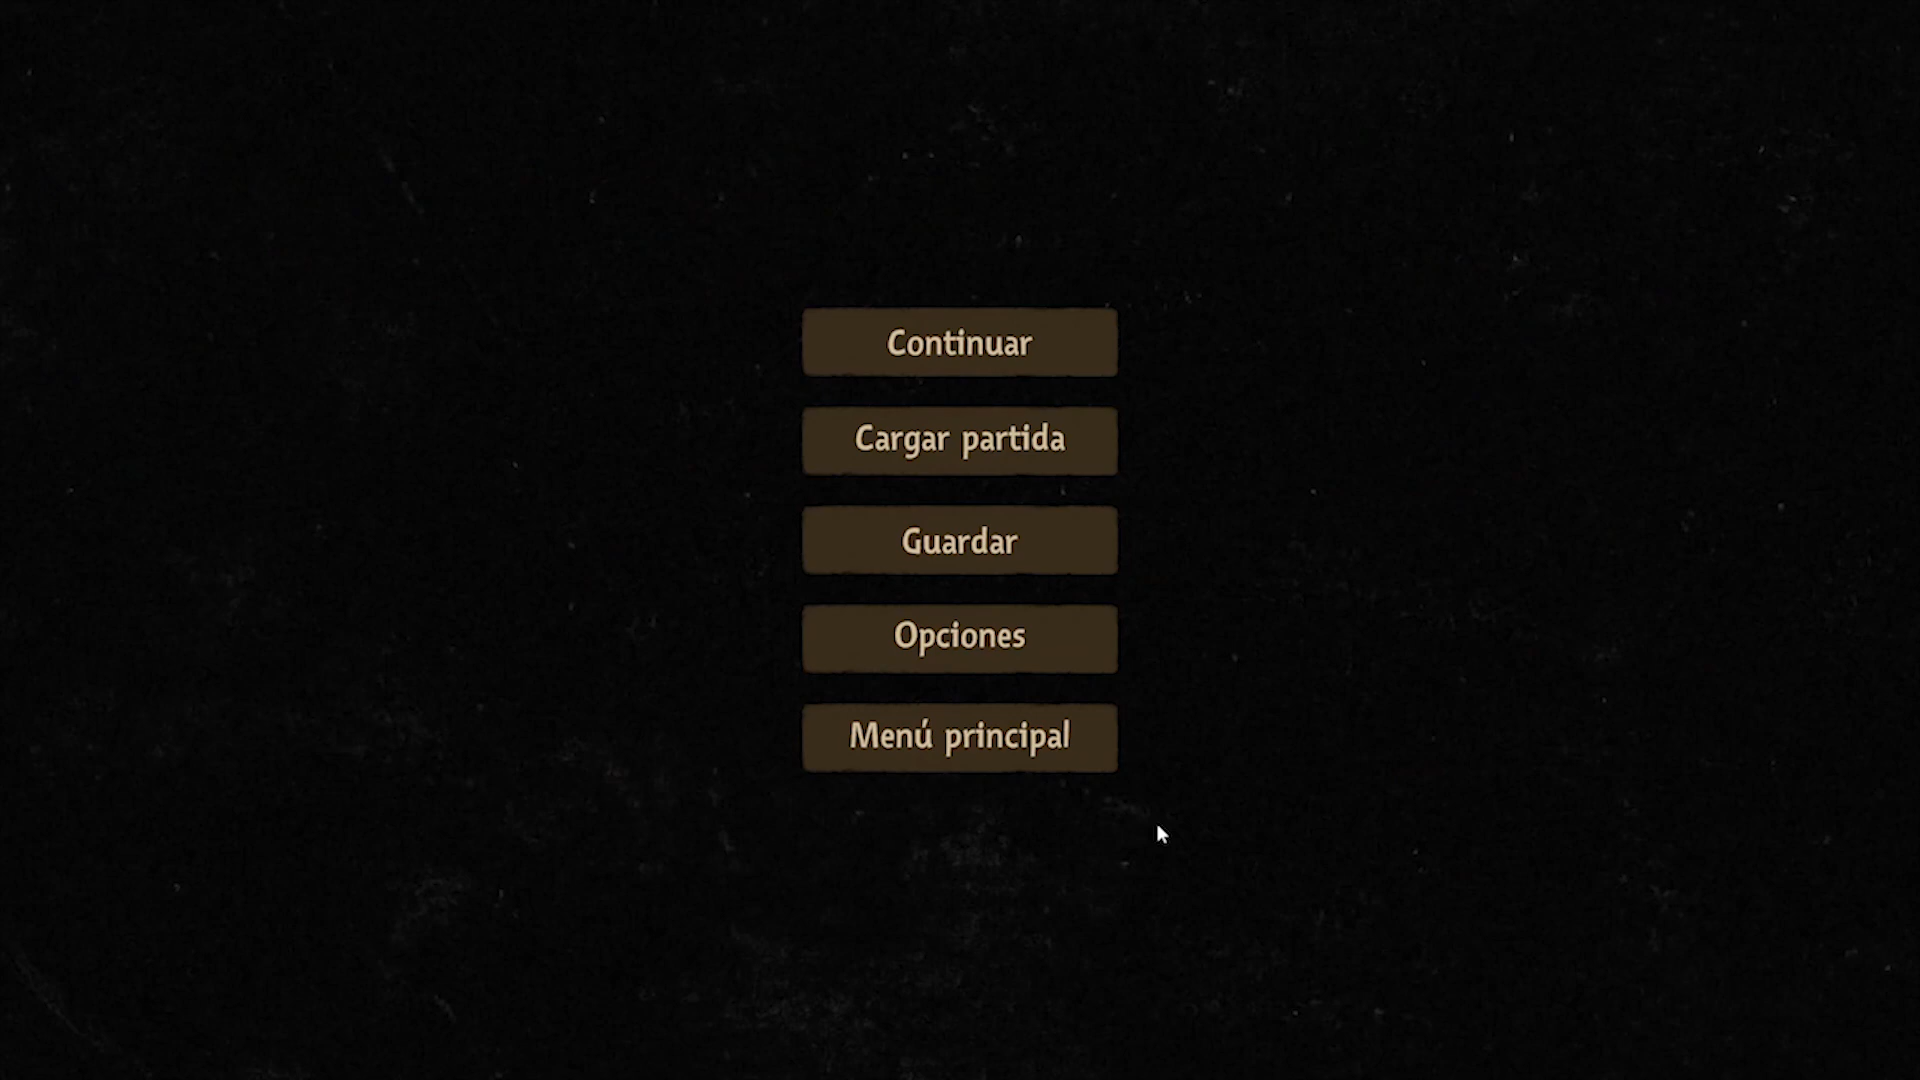 Continuar
Cargar partida
Guardar
Opciones
Menú principal